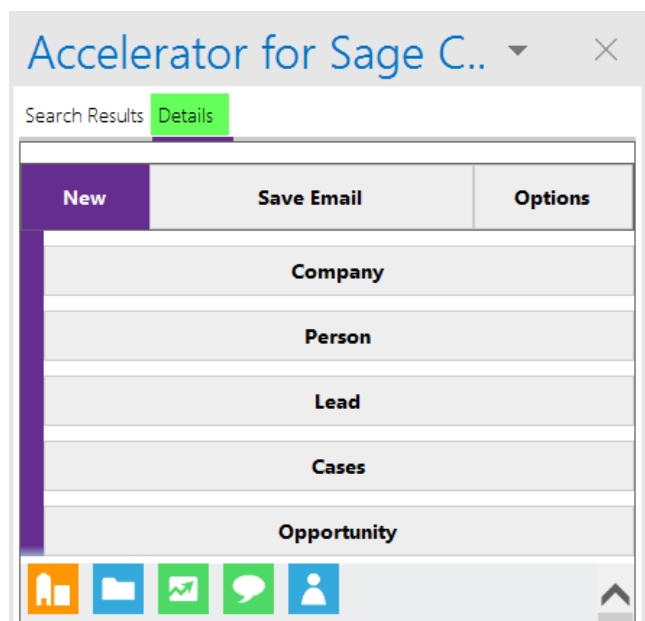 Accelerator for Sage C..
Search Results Details
New Save Email Options
Company
Person
Lead
Cases
Opportunity